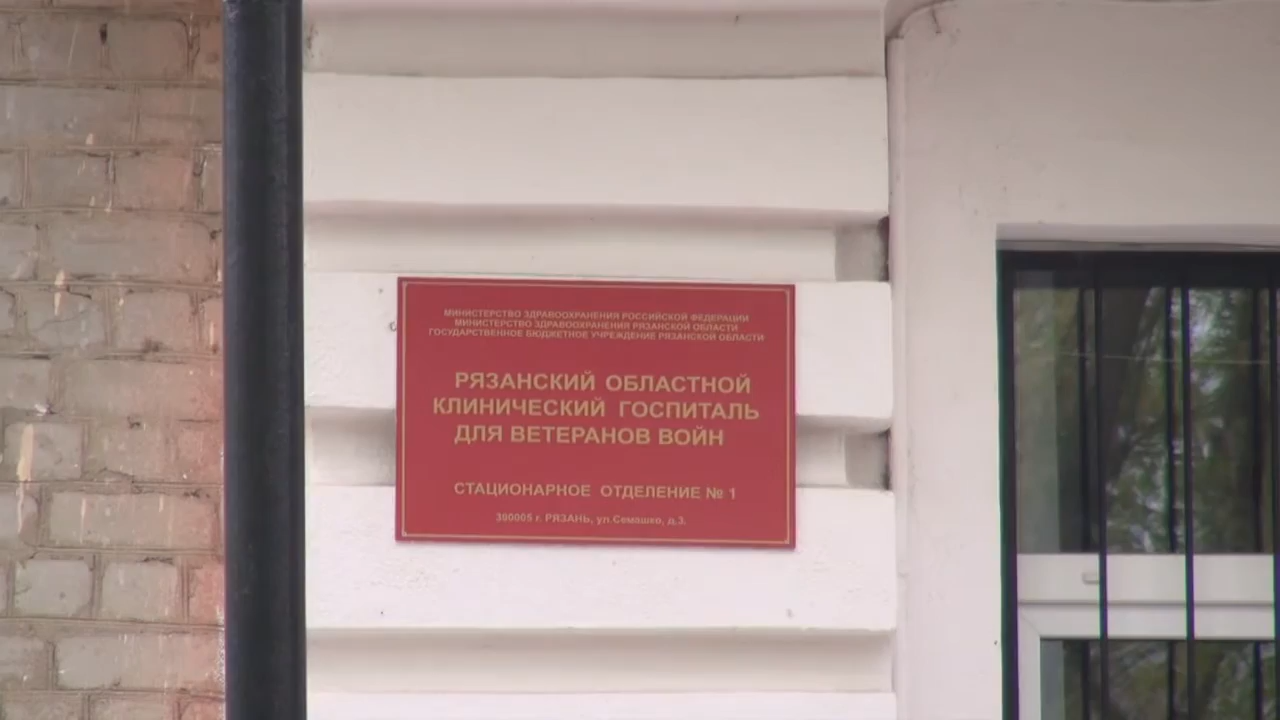 МИНИСТЕРСТВО ЗДРАВООХРАНЕНИЯ РОССИЙСКОЙ ФЕДЕРАЦИИ
МИНИСТЕРСТВО ЗДРАВООХРАНЕНИЯ РЯЗАНСКОЙ ОБЛАСТИ
ГОСУДАРСТВЕННОЕ БЮДЖЕТНОЕ УЧРЕЖДЕНИЕ РЯЗАНСКОЙ ОБЛАСТИ
РЯЗАНСКИЙ ОБЛАСТНОЙ
КЛИНИЧЕСКИЙ ГОСПИТАЛЬ
ДЛЯ ВЕТЕРАНОВ ВОЙН
СТАЦИОНАРНОЕ ОТДЕЛЕНИЕ № 1
390005 г. РЯЗАНЬ, ул.Семашко, д.3.